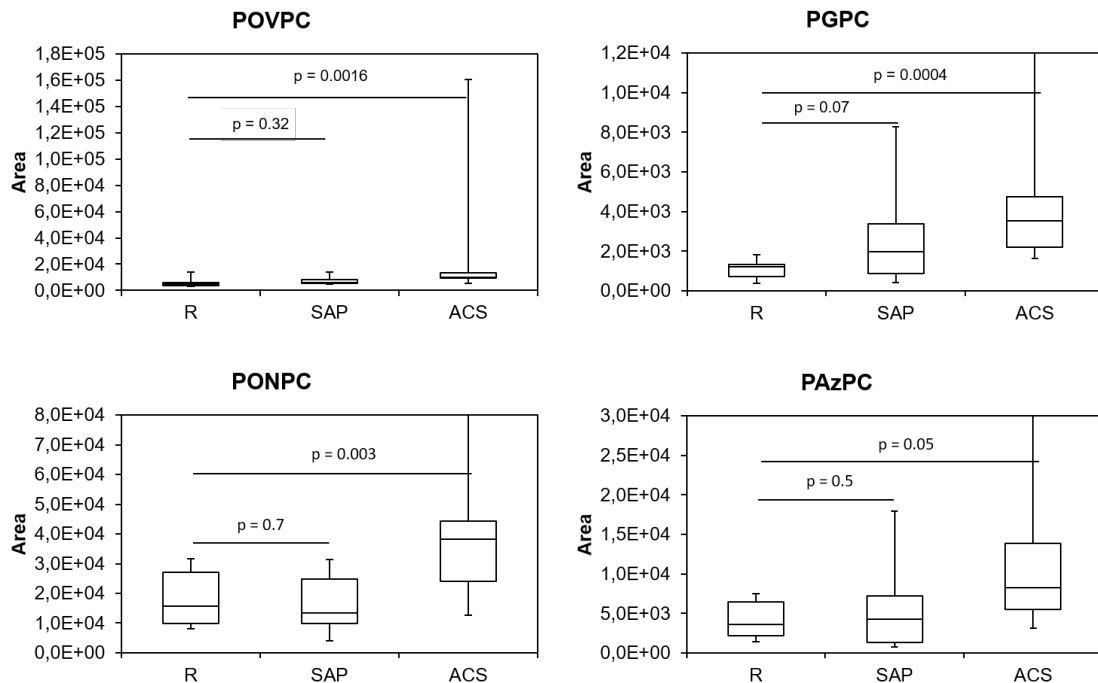 POVPC
Area
1,8E+05
1,6E+05
1,4E+05
1,2E+05
1,0E+05
8,0E+04
6,0E+04
4,0E+04
2,0E+04
0,0E+00
p = 0.0016
p = 0.32
R SAP ACS
PGPC
Area
1,2E+04
1,0E+04
8,0E+03
6,0E+03
4,0E+03
2,0E+03
0,0E+00
p = 0.0004
p = 0.07
R SAP ACS
PONPC
Area
8,0E+04
7,0E+04
6,0E+04
5,0E+04
4,0E+04
3,0E+04
2,0E+04
1,0E+04
0,0E+00
p = 0.003
p = 0.7
R SAP ACS
PAzPC
Area
3,0E+04
2,5E+04
2,0E+04
1,5E+04
1,0E+04
5,0E+03
0,0E+00
p = 0.05
p = 0.5
R SAP ACS